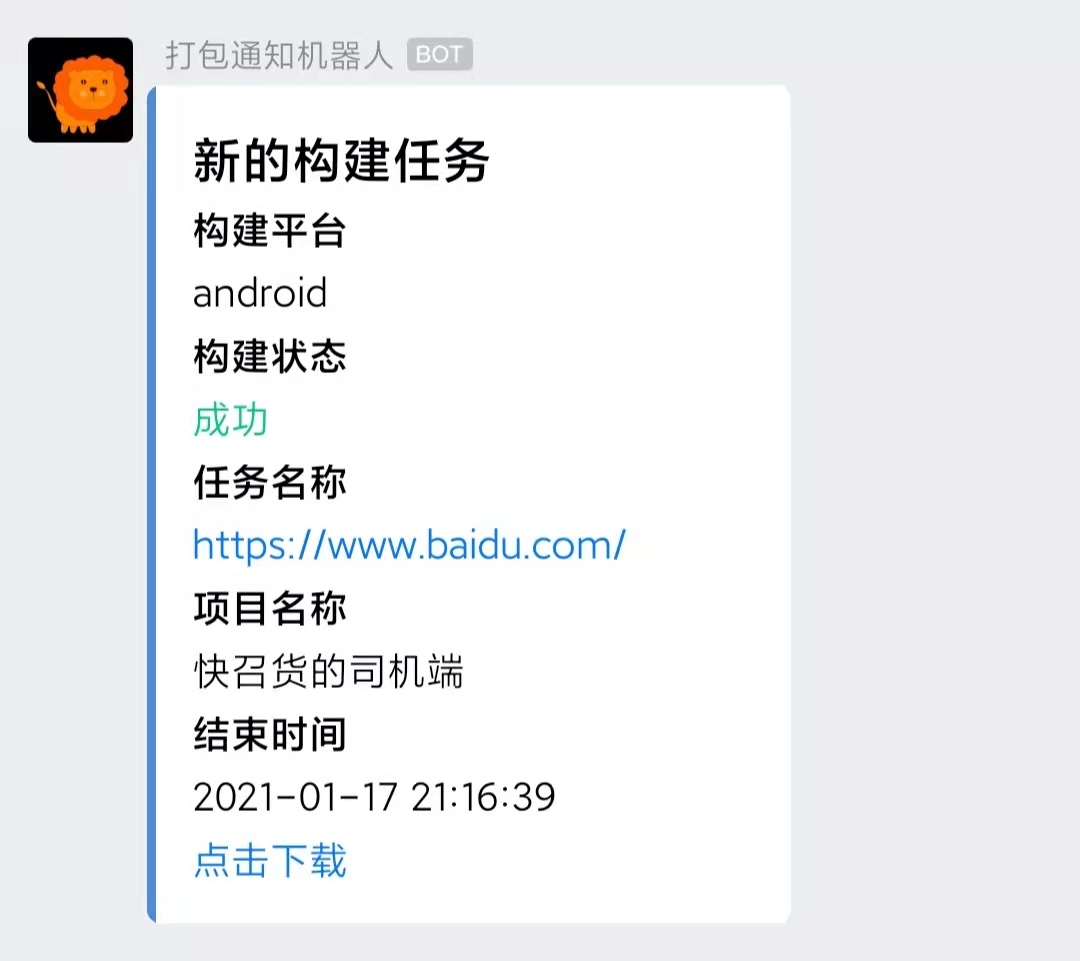 打包通知机器人 BOT
新的构建任务
构建平台
android
构建状态
成功
任务名称
https://www.baidu.com/
项目名称
快召货的司机端
结束时间
2021-01-17 21:16:39
点击下载